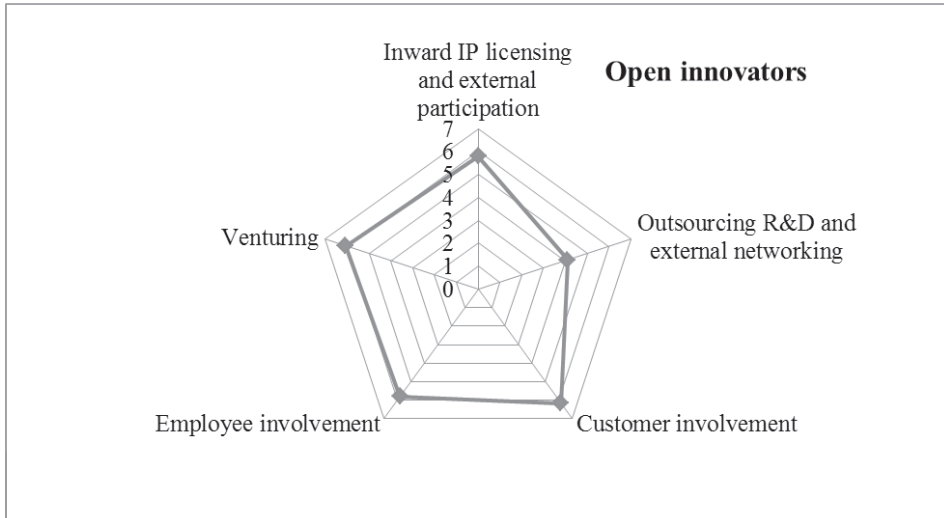 Inward IP licensing
and external
participation
Open innovators
7
6
5
4
3
2
1
0
Outsourcing R&D and
external networking
Venturing
Employee involvement
Customer involvement